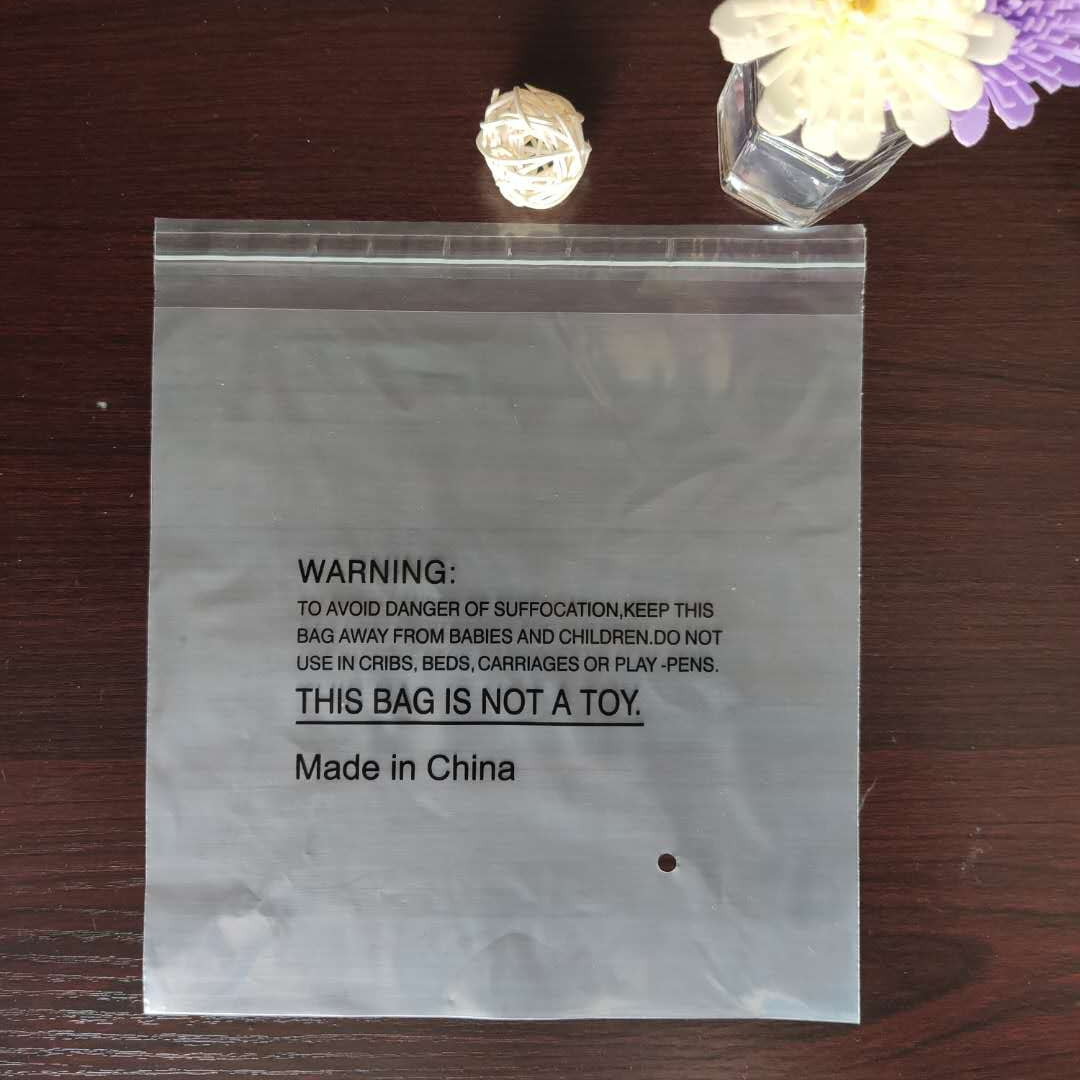 WARNING:
TO AVOID DANGER OF SUFFOCATION,KEEP THIS
BAG AWAY FROM BABIES AND CHILDREN.DO NOT
USE IN CRIBS, BEDS, CARRIAGES OR PLAY -PENS.
THIS BAG IS NOT A TOY.
Made in China